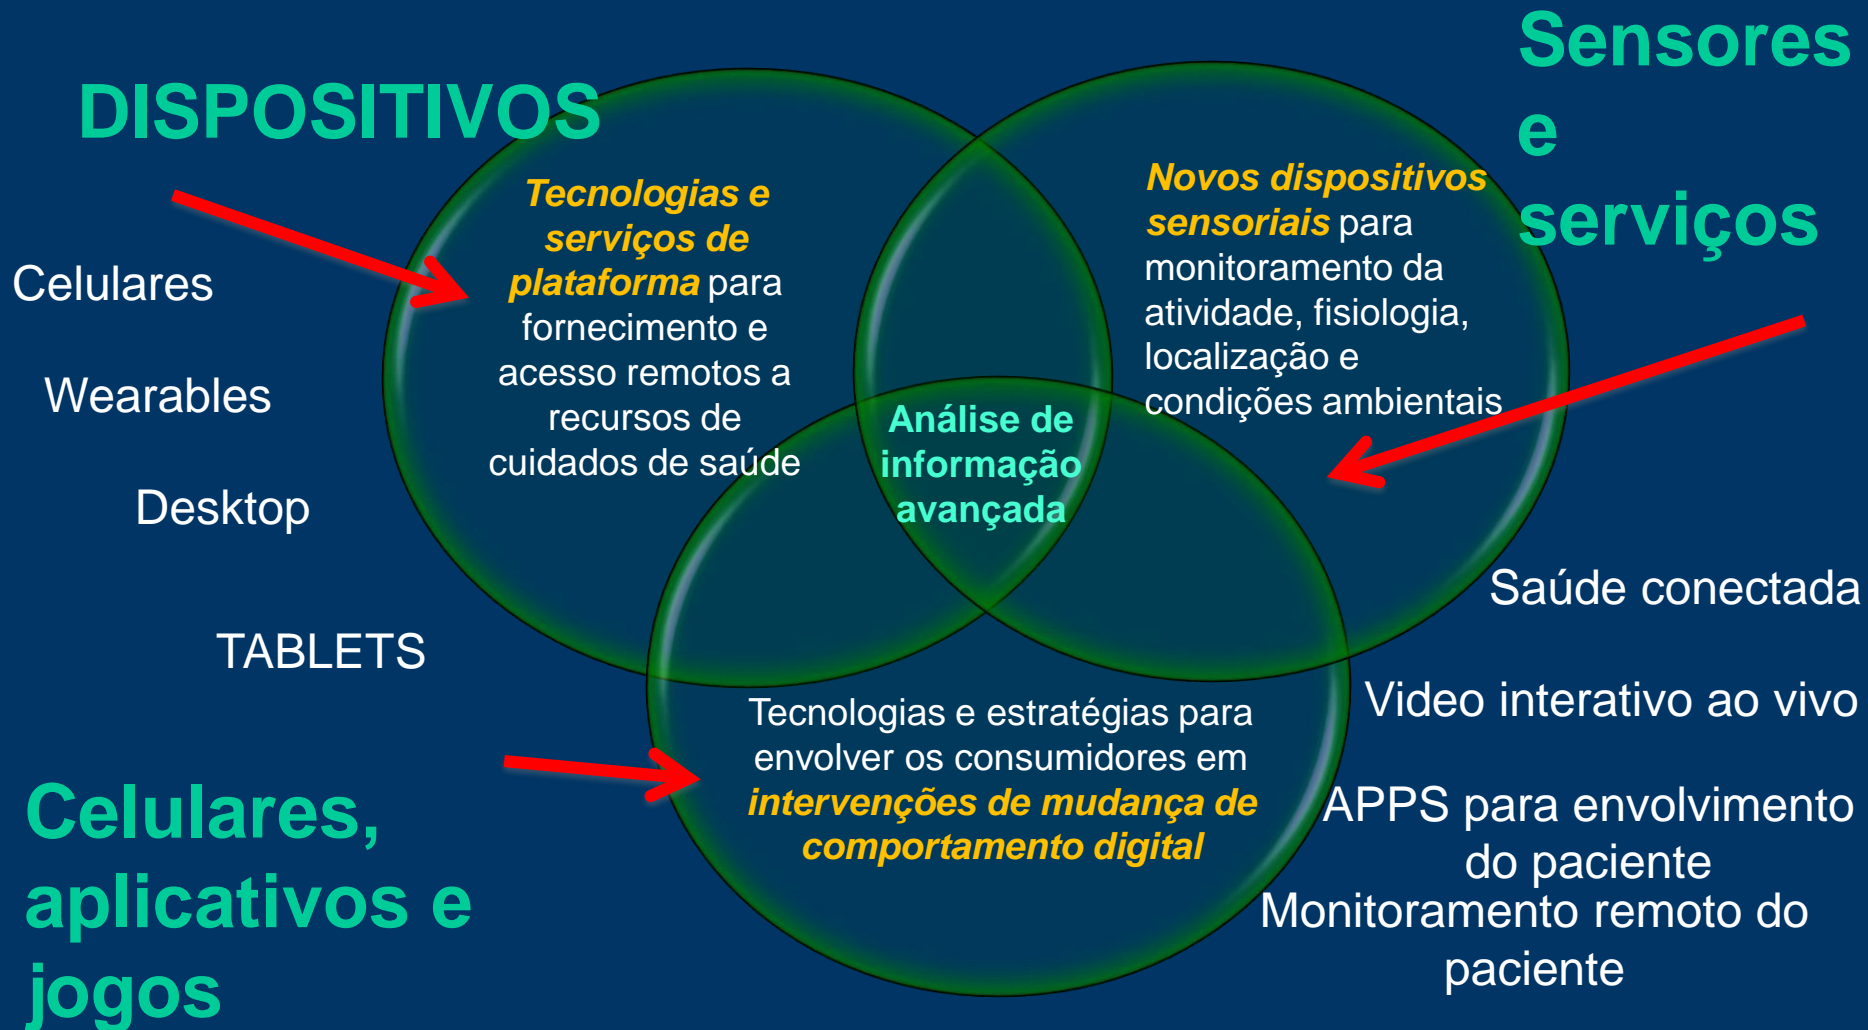 DISPOSITIVOS
Celulares
Wearables
Desktop
TABLETS
Tecnologias e
serviços de
plataforma para
fornecimento e
acesso remotos a
recursos de
cuidados de saúde
Análise de
informação
avançada
Novos dispositivos
sensoriais para
monitoramento da
atividade, fisiologia,
localização e
condições ambientais
Sensores
e
serviços
Saúde conectada
Video interativo ao vivo
APPS para envolvimento
do paciente
Monitoramento remoto do
paciente
Tecnologias e estratégias para
envolver os consumidores em
intervenções de mudança de
comportamento digital
Celulares,
aplicativos e
jogos